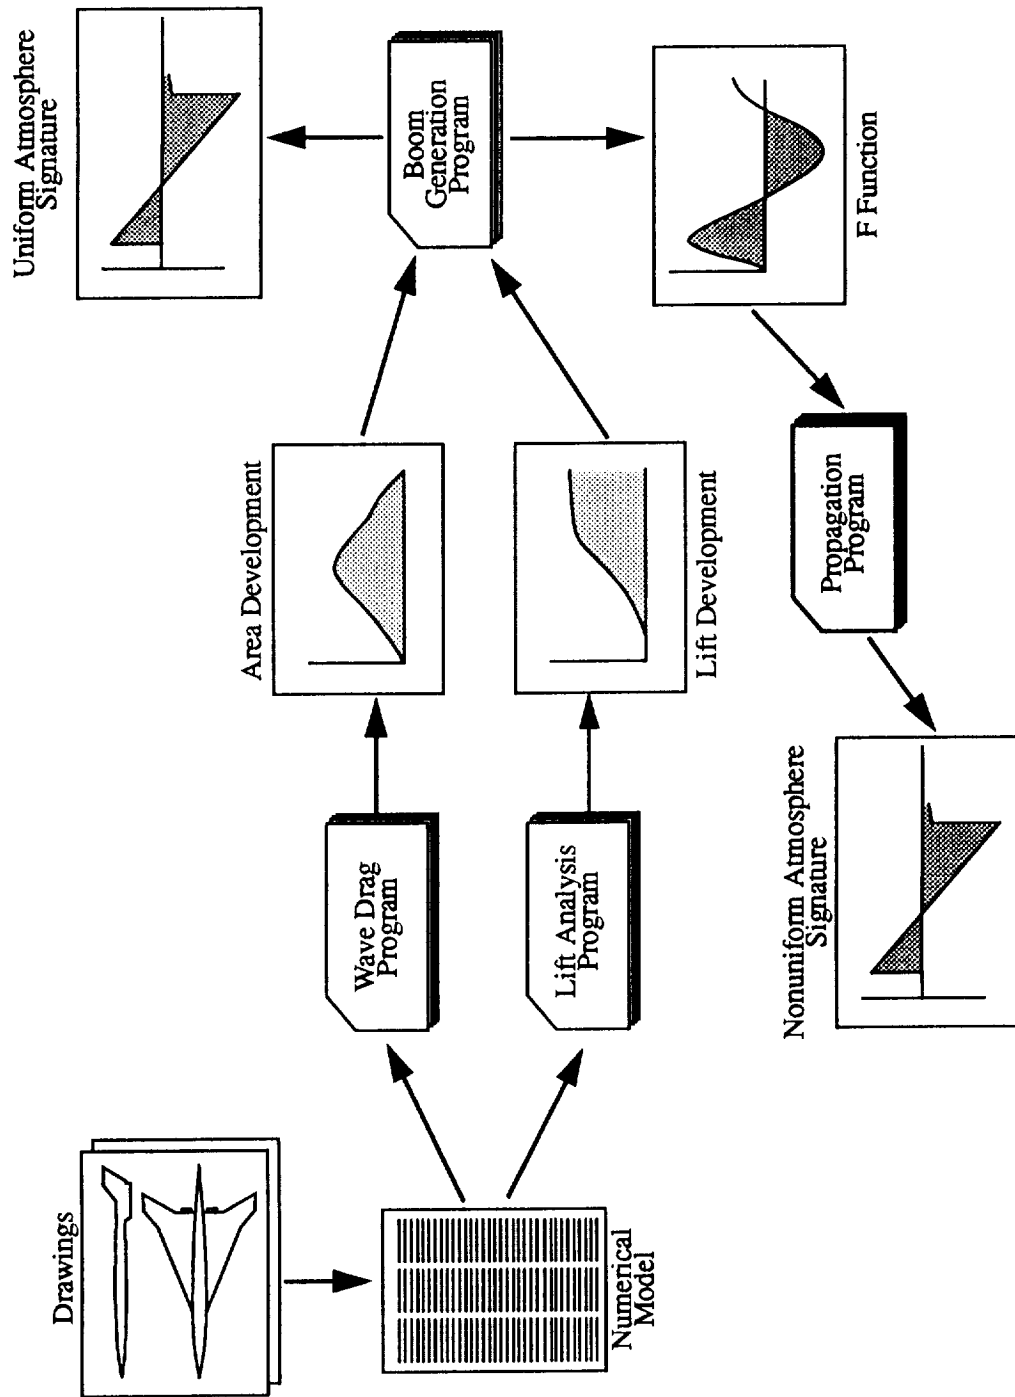 Drawings
Numerical
Model
Wave Drag
Program
Lift Analysis
Program
Area Development
Lift Development
Boom
Generation
Program
Uniform Atmosphere
Signature
F Function
Propagation
Program
Nonuniform Atmosphere
Signature